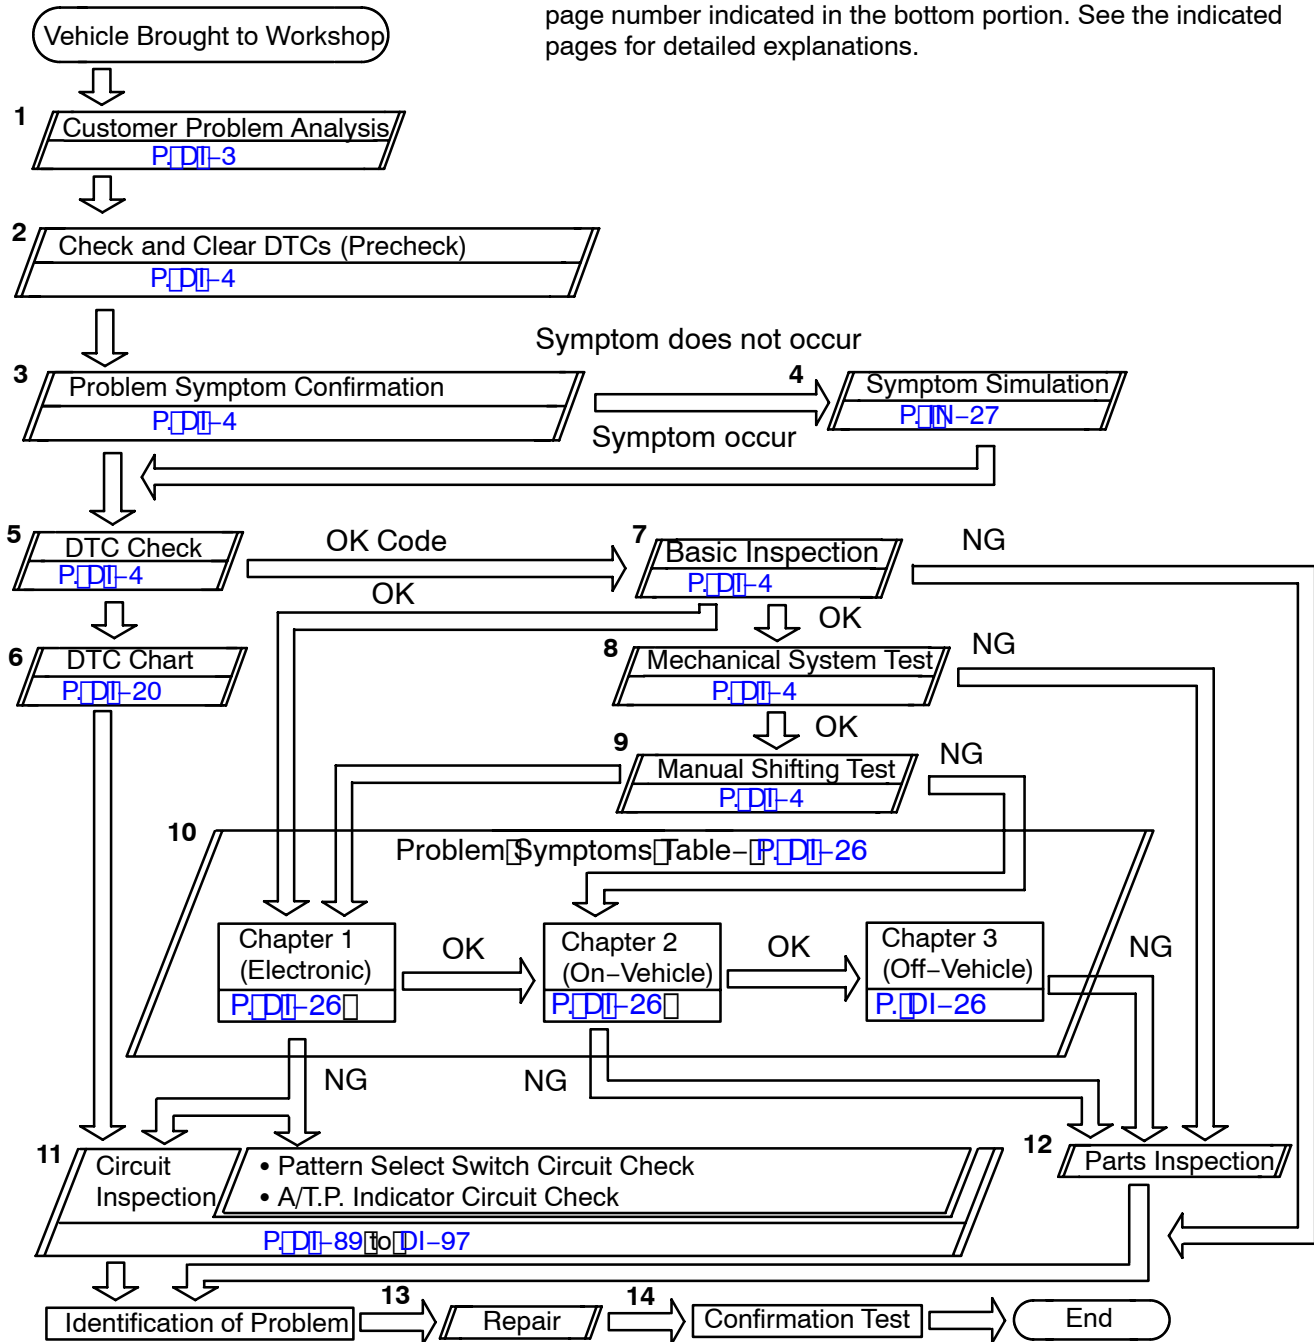 page number indicated in the bottom portion. See the indicated
pages for detailed explanations.
Vehicle Brought to Workshop
1
Customer Problem Analysis
P. DI–3
2
Check and Clear DTCs (Precheck)
P. DI–4
Symptom does not occur
3
Problem Symptom Confirmation
P. DI–4
4
Symptom Simulation
P. IN–27
Symptom occur
5
DTC Check
P. DI–4
OK Code
7
Basic Inspection
P. DI–4
NG
OK
OK
6
DTC Chart
P. DI–20
8
Mechanical System Test
P. DI–4
NG
OK
9
Manual Shifting Test
P. DI–4
NG
10
Problem Symptoms Table– P. DI–26
Chapter 1
(Electronic)
P. DI–26
OK
Chapter 2
(On–Vehicle)
P. DI–26
OK
Chapter 3
(Off–Vehicle)
P. DI–26
NG
NG
NG
11
Circuit
Inspection
• Pattern Select Switch Circuit Check
• A/T.P. Indicator Circuit Check
P. DI–89 to DI–97
12
Parts Inspection
Identification of Problem
13
Repair
14
Confirmation Test
End